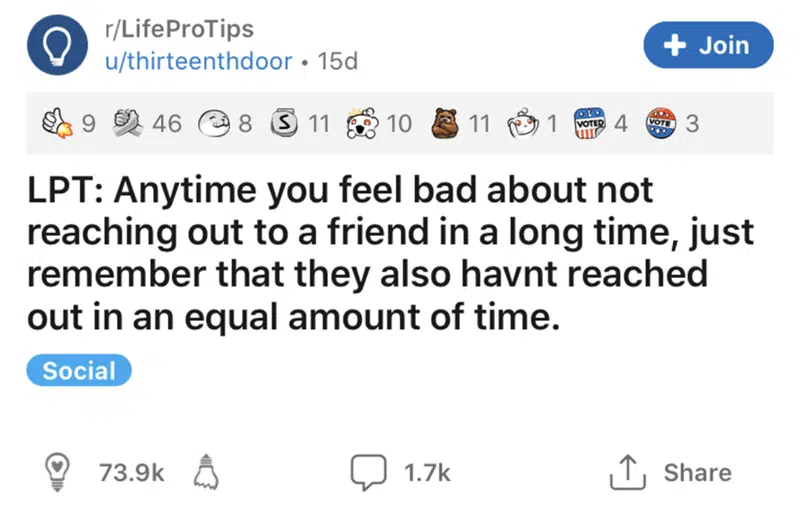 r/LifeProTips
u/thirteenthdoor • 15d
+ Join
9 46 8 S 11 10 11 1 VOTED 4 VOTE 3
LPT: Anytime you feel bad about not
reaching out to a friend in a long time, just
remember that they also havnt reached
out in an equal amount of time.
Social
73.9k 1.7k Share